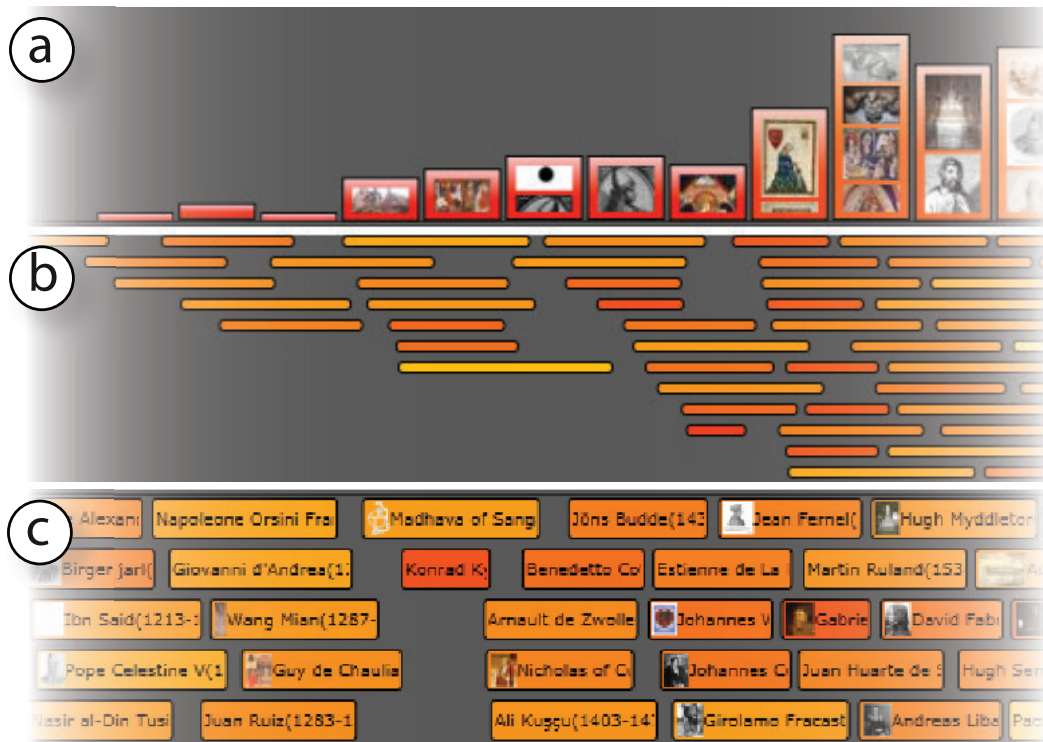 a
b
c
Alexan Napoleone Orsini Fra Madhava of Sang Jöns Budde(143 Jean Fernel( Hugh Myddleton
Birger jarl( Giovanni d'Andrea(12 Konrad Ky Benedetto Co Estienne de La Martin Ruland(153
Ibn Said(1213-1 Wang Mian(1287- Arnault de Zwolle Johannes V Gabrie David Fab
Pope Celestine V(1 Guy de Chaulia Nicholas of C Johannes C Juan Huarte de S Hugh Sem
Nasir al-Din Tusi Juan Ruiz(1283-1 Ali Kuşçu(1403-147 Girolamo Fracast Andreas Liba Pao